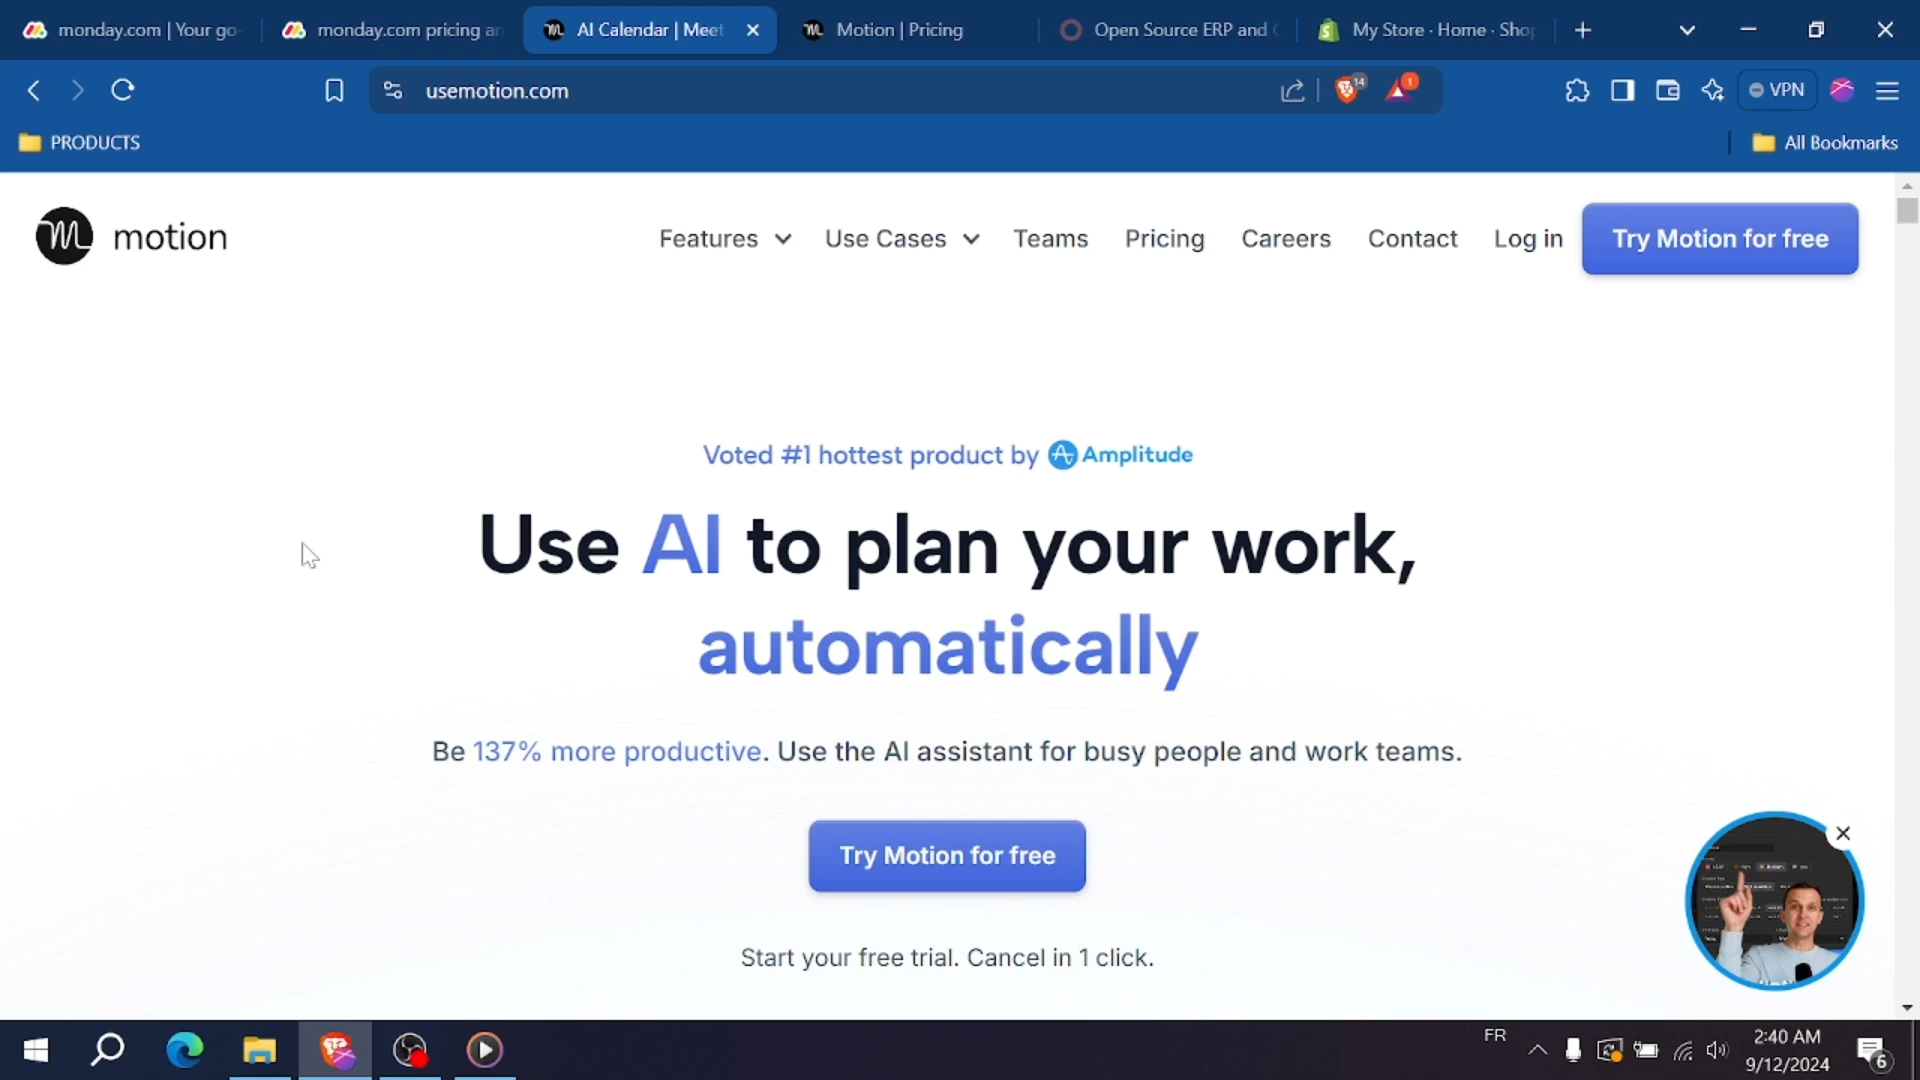 monday.com | Your go-
monday.com pricing an
AI Calendar | Meet
Motion | Pricing
Open Source ERP and C
My Store · Home · Shop
usemotion.com
14
1
VPN
PRODUCTS
All Bookmarks
motion
Features
Use Cases
Teams
Pricing
Careers
Contact
Log in
Try Motion for free
Voted #1 hottest product by Amplitude
Use AI to plan your work,
automatically
Be 137% more productive. Use the AI assistant for busy people and work teams.
Try Motion for free
Start your free trial. Cancel in 1 click.
FR
2:40 AM
9/12/2024
6